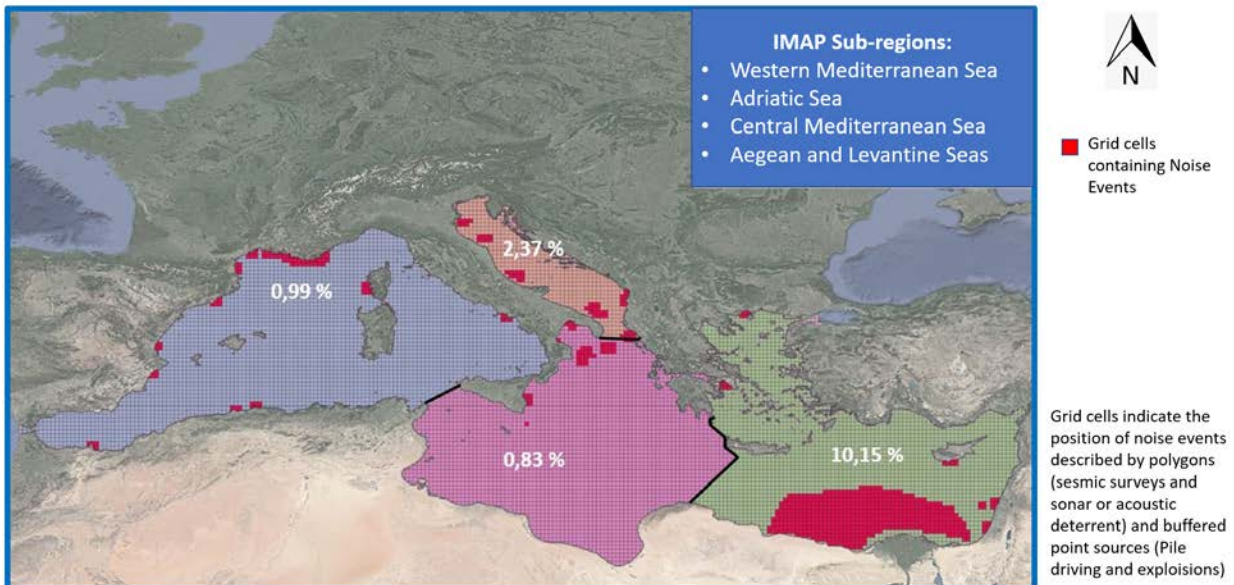 IMAP Sub-regions:
• Western Mediterranean Sea
• Adriatic Sea
• Central Mediterranean Sea
• Aegean and Levantine Seas
N
Grid cells
containing Noise
Events
2,37 %
0,99 %
0,83 %
10,15 %
Grid cells indicate the
position of noise events
described by polygons
(sesmic surveys and
sonar or acoustic
deterrent) and buffered
point sources (Pile
driving and exploisions)